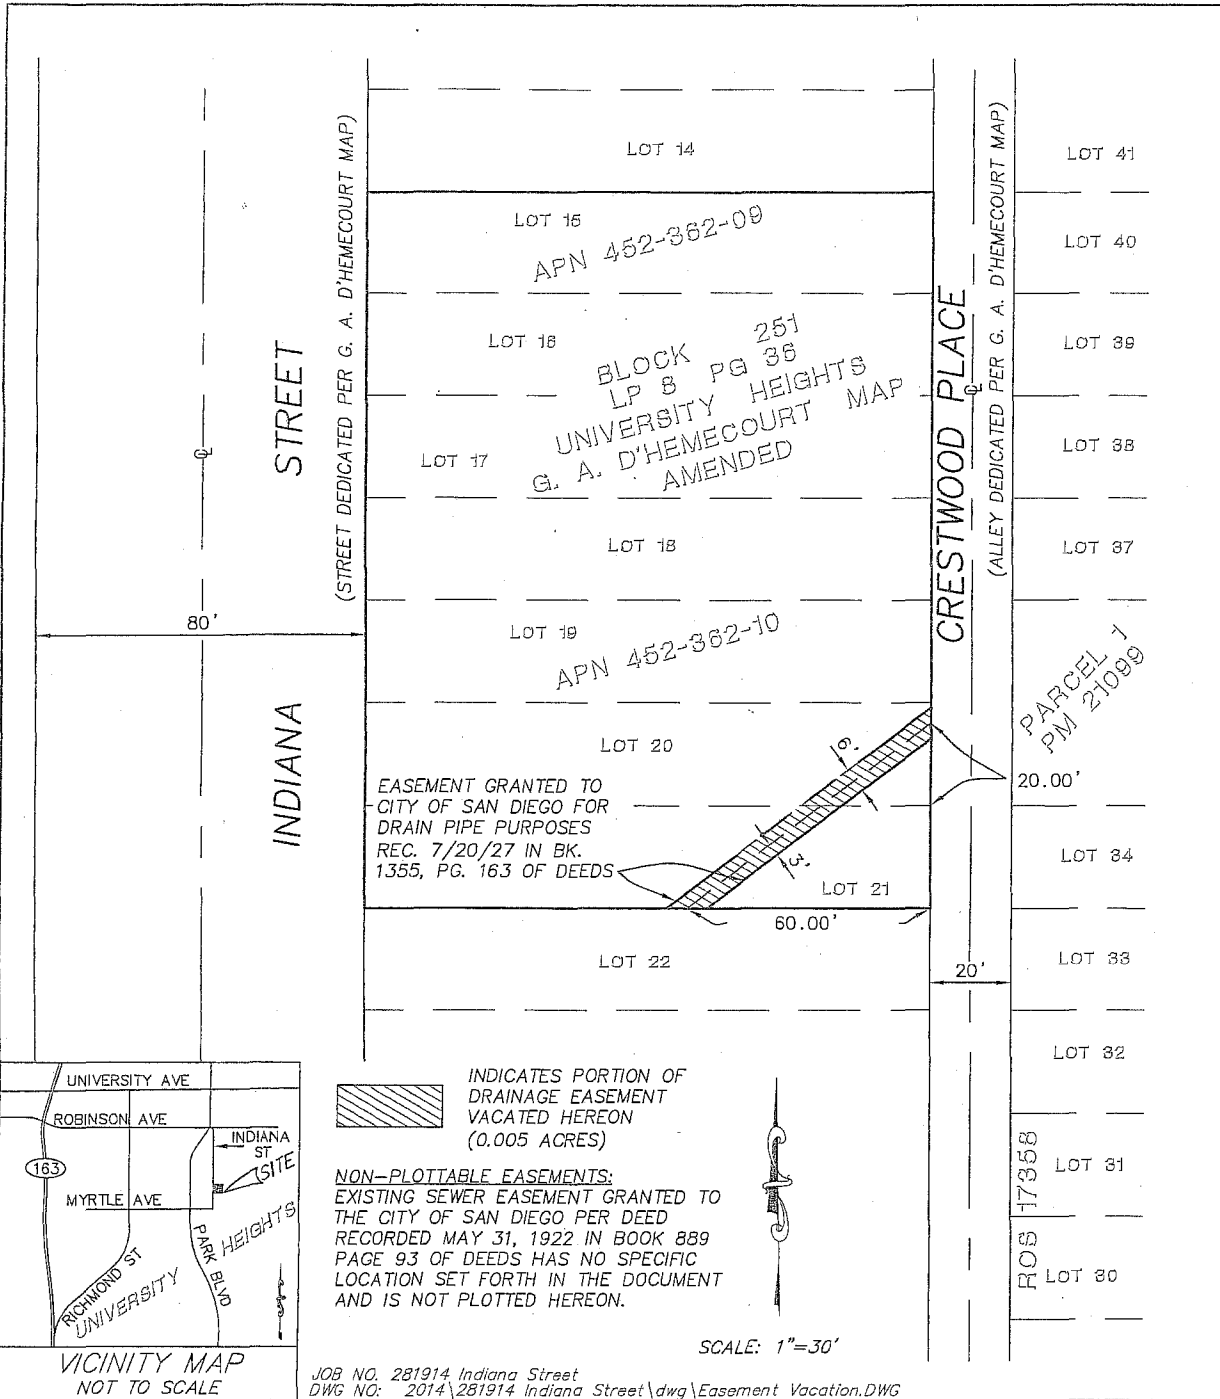 LOT 14
LOT 41
(STREET DEDICATED PER G. A. D'HEMECOURT MAP)
(ALLEY DEDICATED PER G. A. D'HEMECOURT MAP)
LOT 15
APN 452-362-09
LOT 40
STREET
CRESTWOOD PLACE
LOT 16
BLOCK 251
LP 8 PG 36
UNIVERSITY HEIGHTS
G. A. D'HEMECOURT MAP
AMENDED
LOT 39
LOT 17
LOT 38
LOT 18
LOT 37
80'
LOT 19
APN 452-362-10
PARCEL 1
PM 21099
INDIANA
LOT 20
6'
20.00'
EASEMENT GRANTED TO
CITY OF SAN DIEGO FOR
DRAIN PIPE PURPOSES
REC. 7/20/27 IN BK.
1355, PG. 163 OF DEEDS
3'
LOT 21
LOT 34
60.00'
LOT 22
LOT 33
20'
LOT 32
UNIVERSITY AVE
ROBINSON AVE
INDIANA
ST
SITE
163
MYRTLE AVE
PARK BLVD
RICHMOND ST
UNIVERSITY HEIGHTS
VICINITY MAP
NOT TO SCALE
INDICATES PORTION OF
DRAINAGE EASEMENT
VACATED HEREON
(0.005 ACRES)
NON-PLOTTABLE EASEMENTS:
EXISTING SEWER EASEMENT GRANTED TO
THE CITY OF SAN DIEGO PER DEED
RECORDED MAY 31, 1922 IN BOOK 889
PAGE 93 OF DEEDS HAS NO SPECIFIC
LOCATION SET FORTH IN THE DOCUMENT
AND IS NOT PLOTTED HEREON.
ROS 17358
LOT 31
LOT 30
SCALE: 1"=30'
JOB NO. 281914 Indiana Street
DWG NO: 2014\281914 Indiana Street\dwg\Easement Vacation.DWG